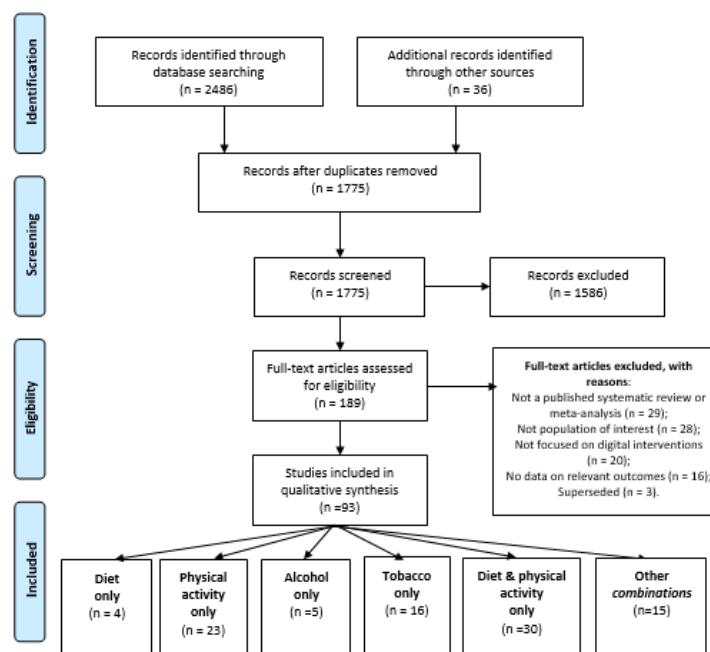 Identification
Records identified through
database searching
(n = 2486)
Additional records identified
through other sources
(n = 36)
Records after duplicates removed
(n = 1775)
Screening
Records screened
(n = 1775)
Records excluded
(n = 1586)
Eligibility
Full-text articles assessed
for eligibility
(n = 189)
Full-text articles excluded, with
reasons:
Not a published systematic review or
meta-analysis (n = 29);
Not population of interest (n = 28);
Not focused on digital interventions
(n = 20);
No data on relevant outcomes (n = 16);
Superseded (n = 3).
Studies included in
qualitative synthesis
(n =93)
Included
Diet
only
(n = 4)
Physical
activity
only
(n = 23)
Alcohol
only
(n =5)
Tobacco
only
(n = 16)
Diet & physical
activity
only
(n =30)
Other
combinations
(n=15)